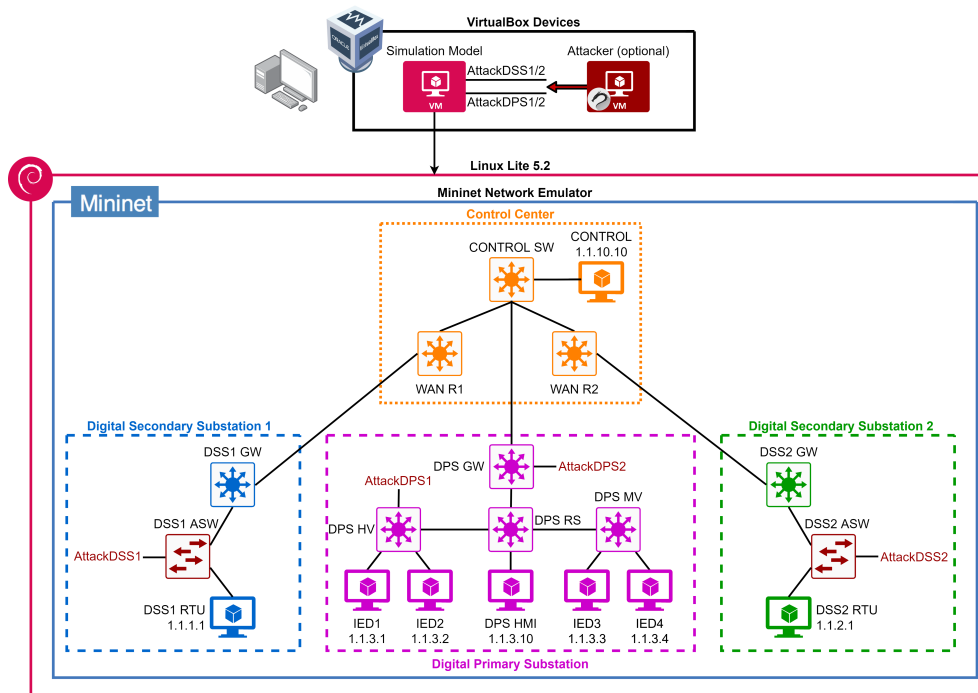 VirtualBox Devices
ORACLE
VirtualBox
Simulation Model
Attacker (optional)
AttackDSS1/2
AttackDPS1/2
VM
VM
Linux Lite 5.2
Mininet Network Emulator
Mininet
Control Center
CONTROL SW
CONTROL
1.1.10.10
WAN R1
WAN R2
Digital Secondary Substation 1
DSS1 GW
DSS1 ASW
AttackDSS1
DSS1 RTU
1.1.1.1
DPS GW
AttackDPS2
AttackDPS1
DPS MV
DPS HV
DPS RS
IED1
1.1.3.1
IED2
1.1.3.2
DPS HMI
1.1.3.10
IED3
1.1.3.3
IED4
1.1.3.4
Digital Primary Substation
Digital Secondary Substation 2
DSS2 GW
DSS2 ASW
AttackDSS2
DSS2 RTU
1.1.2.1